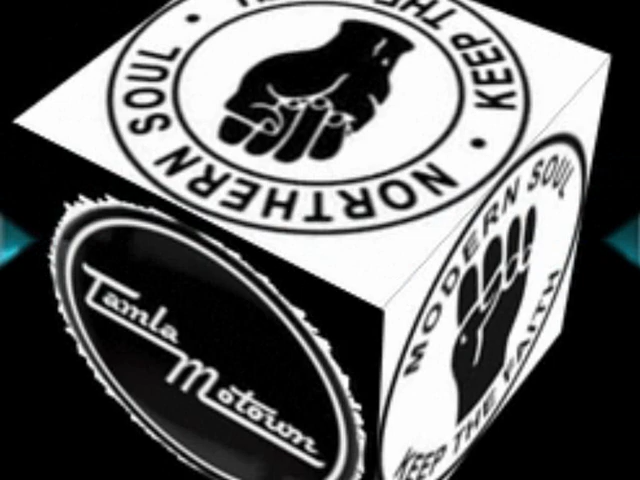 NORTHERN SOUL
KEEP THE
Tamla
Motown
MODERN SOUL
KEEP THE FAITH